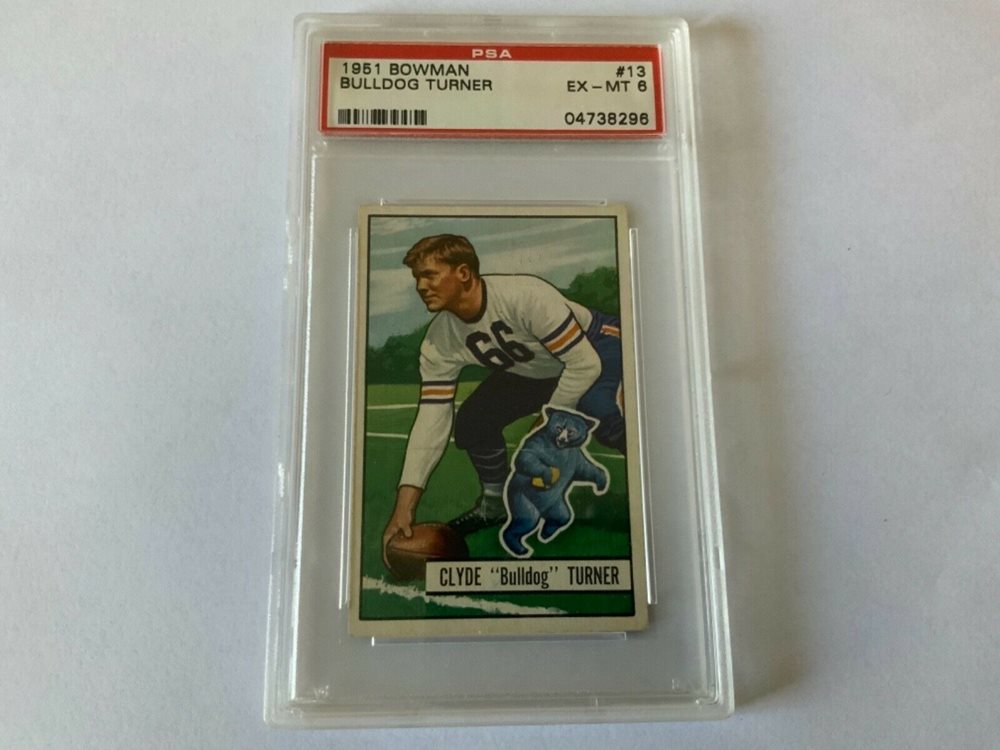 PSA
1951 BOWMAN #13
BULLDOG TURNER EX-MT 6
04738296
66
CLYDE "Bulldog" TURNER